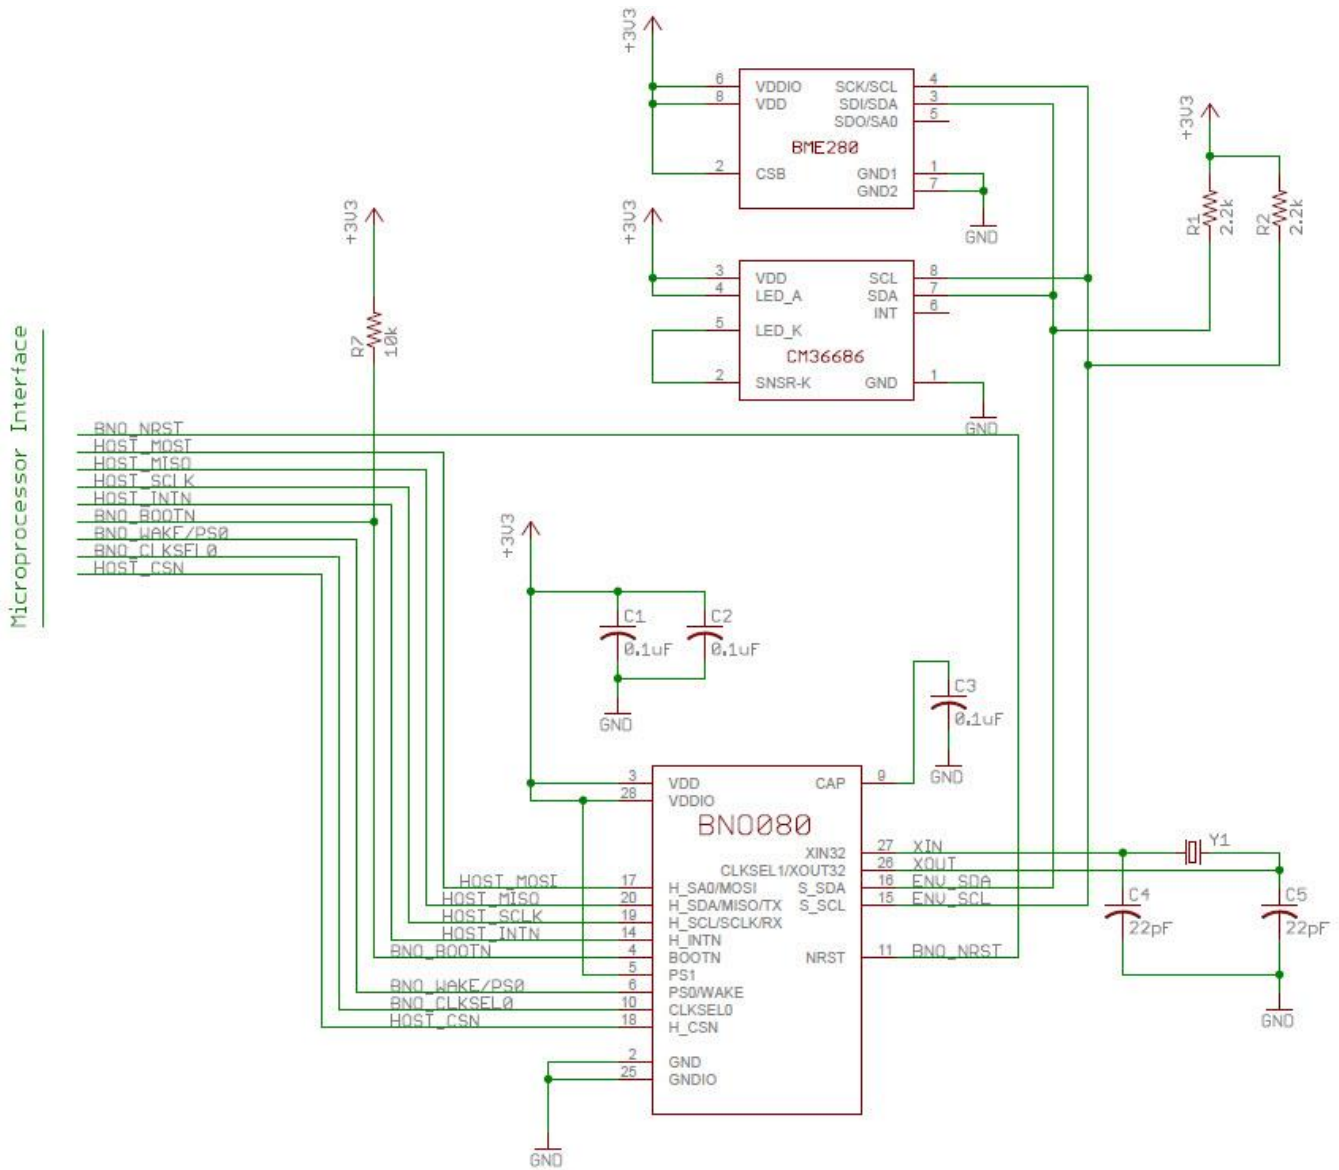 +3V3
6 VDDIO SCK/SCL 4
8 VDD SDI/SDA 3
SDO/SA0 5
BME280
2 CSB GND1 1
GND2 7
GND
+3V3
R1 2.2k
R2 2.2k
+3V3
3 VDD SCL 8
4 LED_A SDA 7
INT 6
5 LED_K
CM36686
2 SNSR-K GND 1
GND
+3V3
R7 10k
Microprocessor Interface
BNO_NRST
HOST_MOSI
HOST_MISO
HOST_SCLK
HOST_INTN
BNO_BOOTN
BNO_WAKE/PS0
BNO_CLKSEL0
HOST_CSN
+3V3
C1 C2
0.1uF 0.1uF
GND
C3
0.1uF
GND
3 VDD CAP 9
28 VDDIO
BNO080
XIN32 27 XIN Y1
CLKSEL1/XOUT32 26 XOUT
HOST_MOSI 17 H_SA0/MOSI S_SDA 16 ENV_SDA
HOST_MISO 20 H_SDA/MISO/TX S_SCL 15 ENV_SCL
C4 C5
22pF 22pF
HOST_SCLK 19 H_SCL/SCLK/RX
HOST_INTN 14 H_INTN
BNO_BOOTN 4 BOOTN NRST 11 BNO_NRST
5 PS1
BNO_WAKE/PS0 6 PS0/WAKE
BNO_CLKSEL0 10 CLKSEL0
HOST_CSN 18 H_CSN
GND
2 GND
25 GNDIO
GND